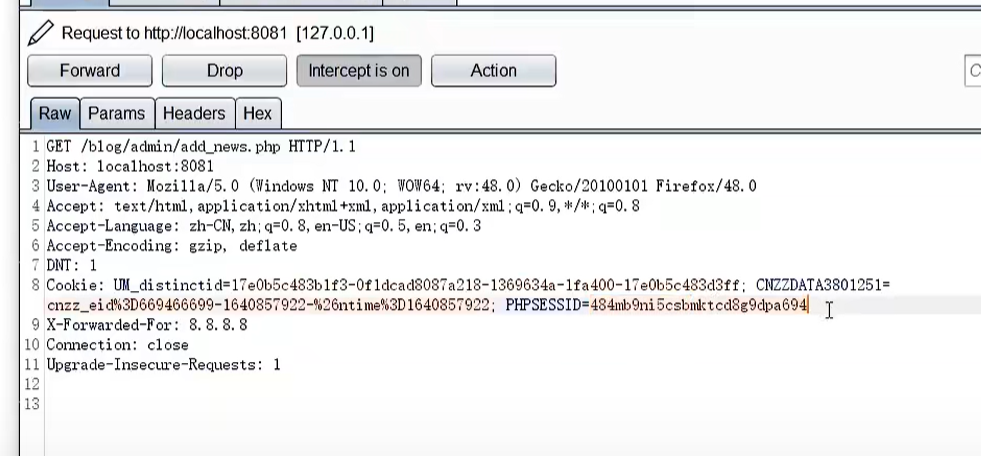 Request to http://localhost:8081 [127.0.0.1]
Forward Drop Intercept is on Action
Raw Params Headers Hex
1 GET /blog/admin/add_news.php HTTP/1.1
2 Host: localhost:8081
3 User-Agent: Mozilla/5.0 (Windows NT 10.0; WOW64; rv:48.0) Gecko/20100101 Firefox/48.0
4 Accept: text/html,application/xhtml+xml,application/xml;q=0.9,*/*;q=0.8
5 Accept-Language: zh-CN,zh;q=0.8,en-US;q=0.5,en;q=0.3
6 Accept-Encoding: gzip, deflate
7 DNT: 1
8 Cookie: UM_distinctid=17e0b5c483b1f3-0f1dcad8087a218-1369634a-1fa400-17e0b5c483d3ff; CNZZDATA3801251=
cnzz_eid%3D669466699-1640857922-%26ntime%3D1640857922; PHPSESSID=484mb9ni5csbmktcd8g9dpa694
9 X-Forwarded-For: 8.8.8.8
10 Connection: close
11 Upgrade-Insecure-Requests: 1
12
13